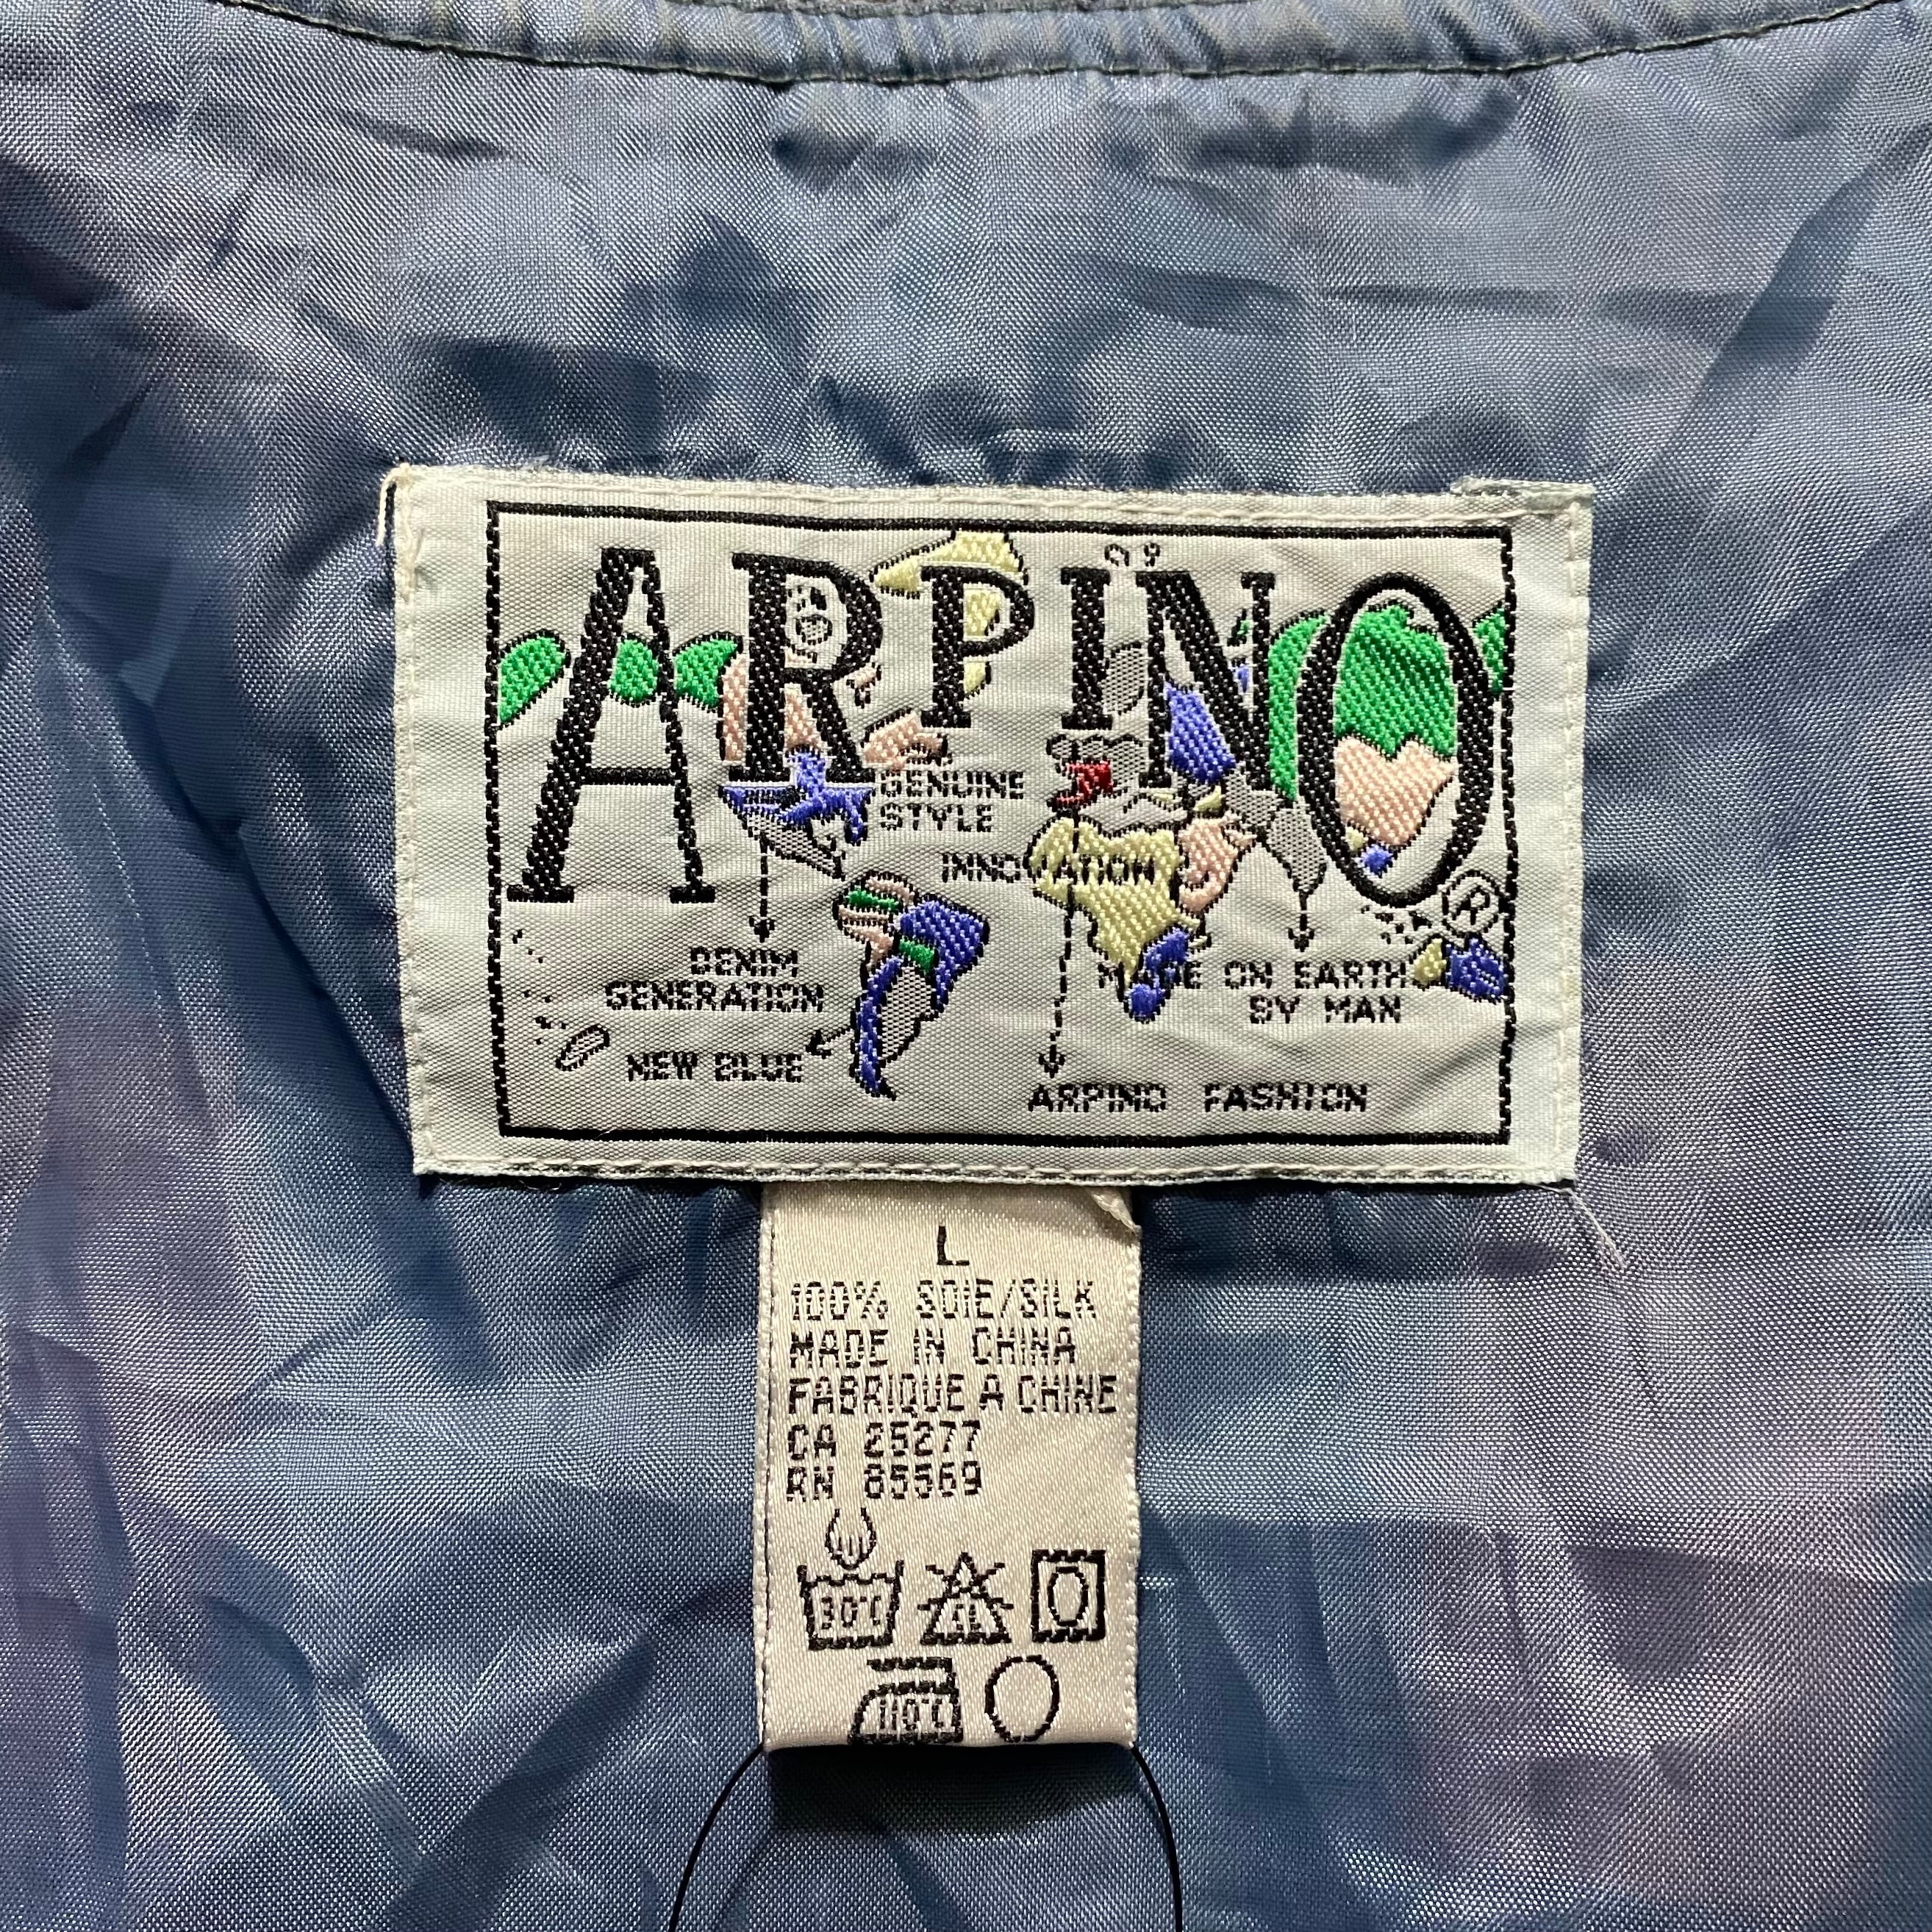 ARPINO
GENUINE
STYLE
INNOVATION
DENIM
GENERATION
MADE ON EARTH
BY MAN
NEW BLUE
ARPINO FASHION
®
L
100% SOIE/SILK
MADE IN CHINA
FABRIQUE A CHINE
CA 25277
RN 85569
30°C
CL
110°C